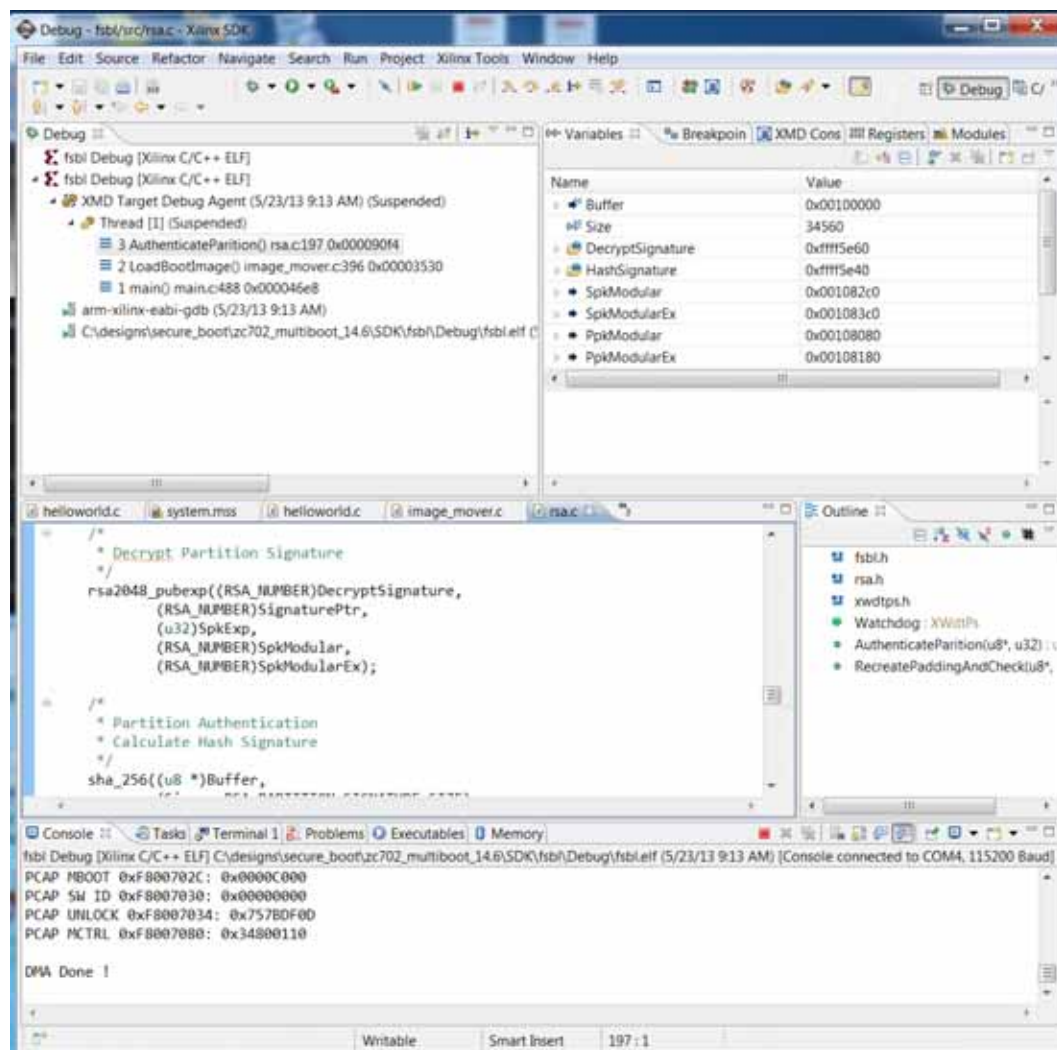 Debug - fsbl/src/rsa.c - Xilinx SDK
File Edit Source Refactor Navigate Search Run Project Xilinx Tools Window Help
Debug C/
Debug
fsbl Debug [Xilinx C/C++ ELF]
fsbl Debug [Xilinx C/C++ ELF]
XMD Target Debug Agent (5/23/13 9:13 AM) (Suspended)
Thread [1] (Suspended)
3 AuthenticateParition() rsa.c:197 0x000090f4
2 LoadBootImage() image_mover.c:396 0x00003530
1 main() main.c:488 0x000046e8
arm-xilinx-eabi-gdb (5/23/13 9:13 AM)
C:\designs\secure_boot\zc702_multiboot_14.6\SDK\fsbl\Debug\fsbl.elf (
Variables Breakpoin XMD Cons Registers Modules
Name Value
Buffer 0x00100000
Size 34560
DecryptSignature 0xffff5e60
HashSignature 0xffff5e40
SpkModular 0x001082c0
SpkModularEx 0x001083c0
PpkModular 0x00108080
PpkModularEx 0x00108180
helloworld.c system.mss helloworld.c image_mover.c rsa.c
/*
* Decrypt Partition Signature
*/
rsa2048_pubexp((RSA_NUMBER)DecryptSignature,
(RSA_NUMBER)SignaturePtr,
(u32)SpkExp,
(RSA_NUMBER)SpkModular,
(RSA_NUMBER)SpkModularEx);
/*
* Partition Authentication
* Calculate Hash Signature
*/
sha_256((u8 *)Buffer,
Outline
fsbl.h
rsa.h
xwdtps.h
Watchdog : XWdtPs
AuthenticateParition(u8*, u32) :
RecreatePaddingAndCheck(u8*,
Console Tasks Terminal 1 Problems Executables Memory
fsbl Debug [Xilinx C/C++ ELF] C:\designs\secure_boot\zc702_multiboot_14.6\SDK\fsbl\Debug\fsbl.elf (5/23/13 9:13 AM) [Console connected to COM4, 115200 Baud]
PCAP MBOOT 0xF800702C: 0x0000C000
PCAP SW ID 0xF8007030: 0x00000000
PCAP UNLOCK 0xF8007034: 0x757BDF0D
PCAP MCTRL 0xF8007080: 0x34800110
DMA Done !
Writable Smart Insert 197 : 1